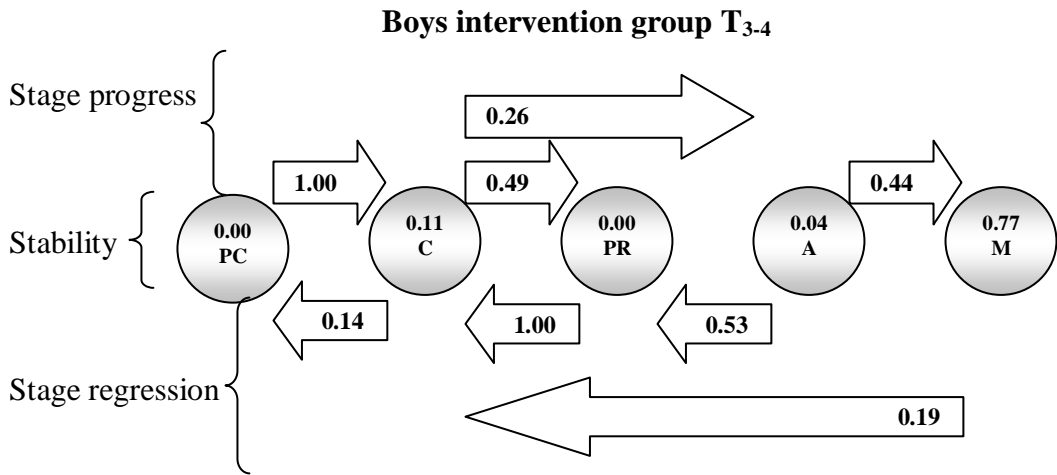 Boys intervention group T3-4
Stage progress
0.26
1.00
0.49
0.44
Stability
0.00
PC
0.11
C
0.00
PR
0.04
A
0.77
M
0.14
1.00
0.53
Stage regression
0.19